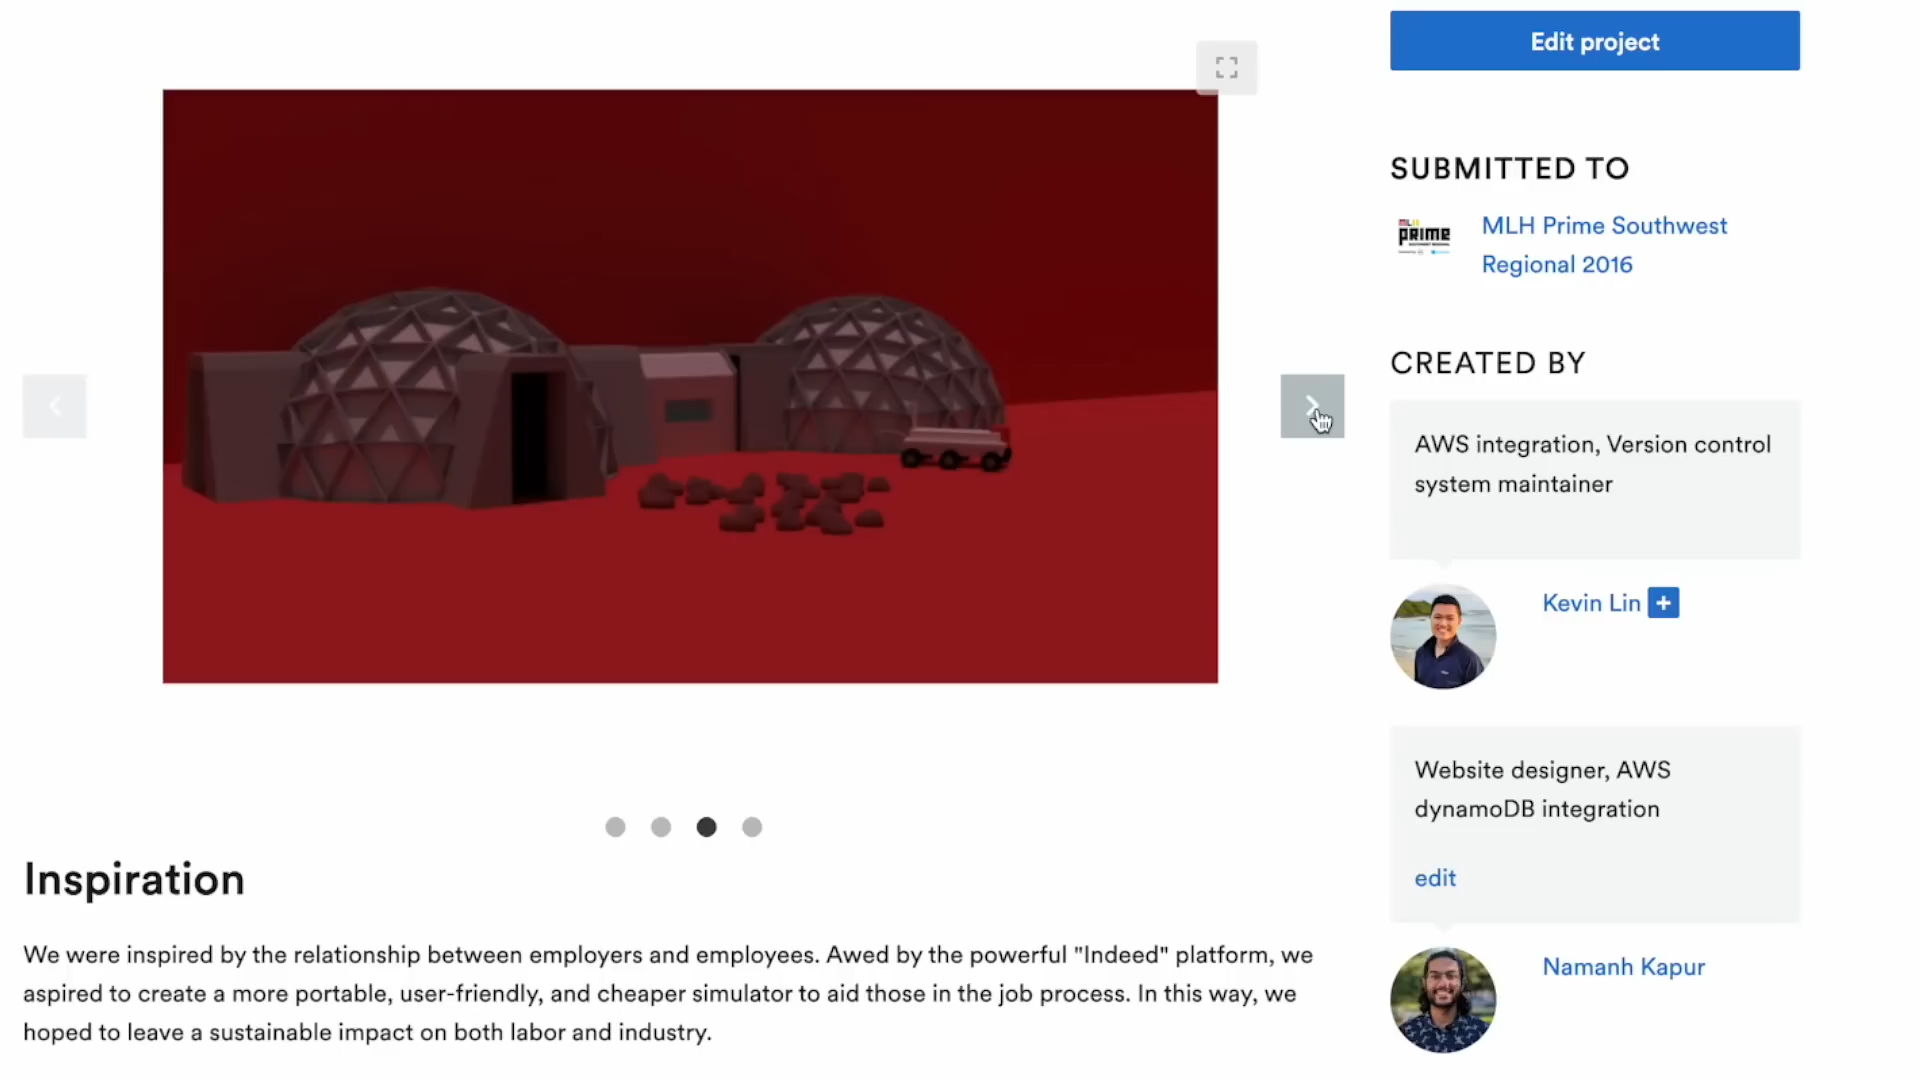 Edit project
SUBMITTED TO
MLH
PRIME
MLH Prime Southwest
Regional 2016
CREATED BY
AWS integration, Version control
system maintainer
Kevin Lin +
Website designer, AWS
dynamoDB integration
edit
Namanh Kapur
Inspiration
We were inspired by the relationship between employers and employees. Awed by the powerful "Indeed" platform, we
aspired to create a more portable, user-friendly, and cheaper simulator to aid those in the job process. In this way, we
hoped to leave a sustainable impact on both labor and industry.